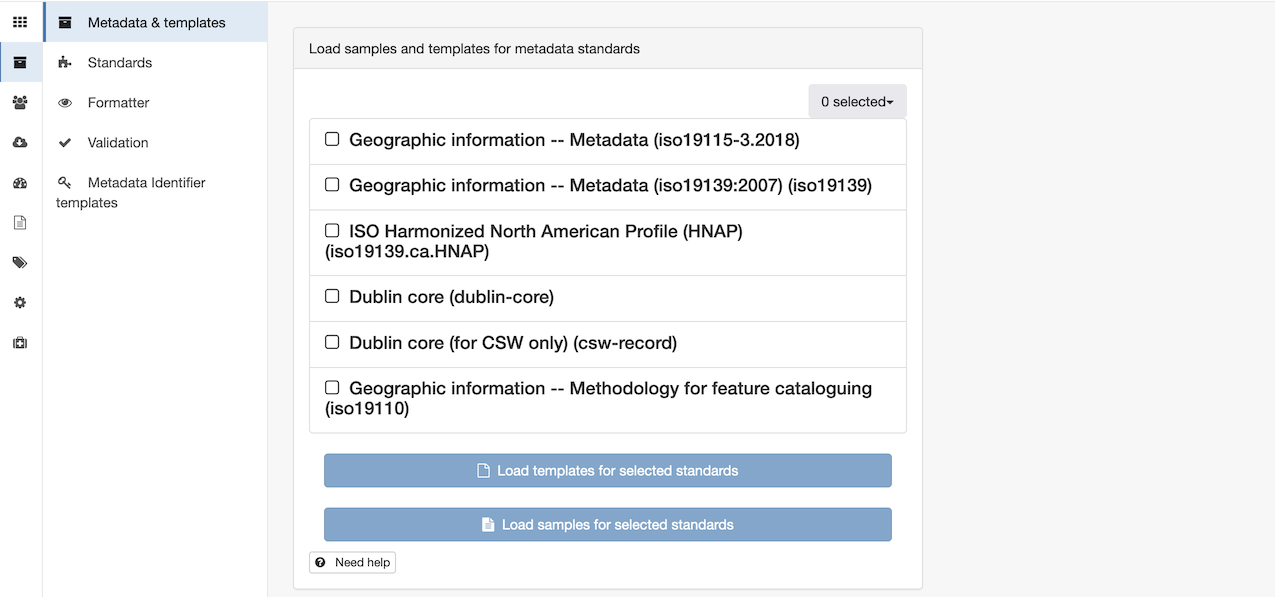 Metadata & templates
Standards
Formatter
Validation
Metadata Identifier
templates
Load samples and templates for metadata standards
0 selected
Geographic information -- Metadata (iso19115-3.2018)
Geographic information -- Metadata (iso19139:2007) (iso19139)
ISO Harmonized North American Profile (HNAP)
(iso19139.ca.HNAP)
Dublin core (dublin-core)
Dublin core (for CSW only) (csw-record)
Geographic information -- Methodology for feature cataloguing
(iso19110)
Load templates for selected standards
Load samples for selected standards
Need help